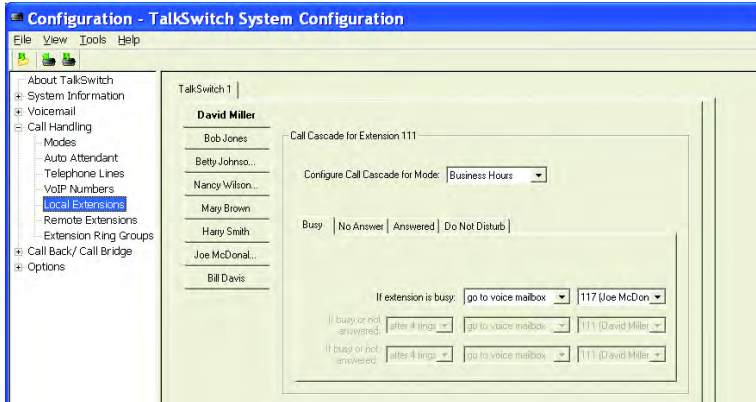 Configuration - TalkSwitch System Configuration
File View Tools Help
About TalkSwitch
System Information
Voicemail
Call Handling
Modes
Auto Attendant
Telephone Lines
VoIP Numbers
Local Extensions
Remote Extensions
Extension Ring Groups
Call Back/ Call Bridge
Options
TalkSwitch 1
David Miller
Bob Jones
Betty Johnso...
Nancy Wilson...
Mary Brown
Harry Smith
Joe McDonal...
Bill Davis
Call Cascade for Extension 111
Configure Call Cascade for Mode: Business Hours
Busy No Answer Answered Do Not Disturb
If extension is busy: go to voice mailbox 117 (Joe McDon
If busy or not
answered: after 4 rings go to voice mailbox 111 (David Miller
If busy or not
answered: after 4 rings go to voice mailbox 111 (David Miller